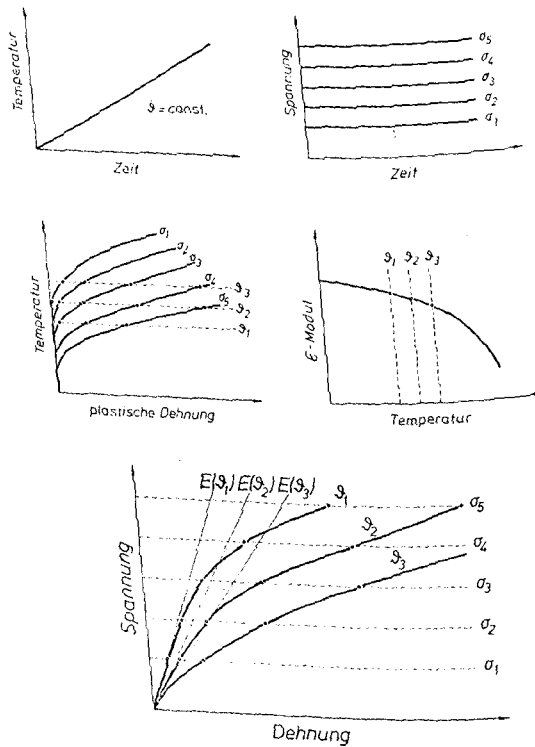 Temperatur
ϑ̇ = const.
Zeit
Spannung
σ5
σ4
σ3
σ2
σ1
Zeit
Temperatur
σ1
σ2
σ3
σ4
σ5
ϑ3
ϑ2
ϑ1
plastische Dehnung
E-Modul
ϑ1 ϑ2 ϑ3
Temperatur
Spannung
E(ϑ1) E(ϑ2) E(ϑ3)
ϑ1
ϑ2
ϑ3
σ5
σ4
σ3
σ2
σ1
Dehnung